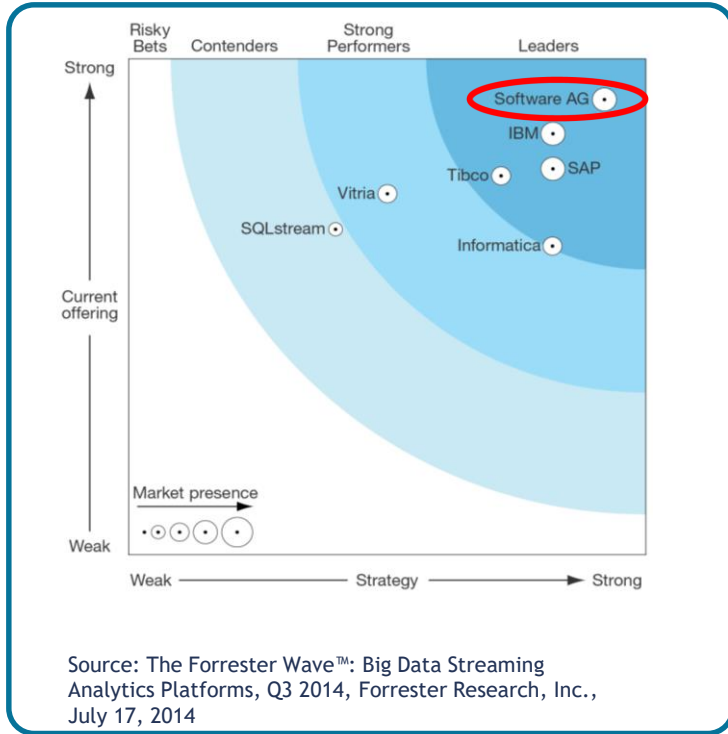 Risky
Bets
Contenders
Strong
Performers
Leaders
Strong
Software AG
IBM
SAP
Tibco
Vitria
SQLstream
Informatica
Current
offering
Market presence
Weak
Weak
Strategy
Strong
Source: The Forrester Wave™: Big Data Streaming
Analytics Platforms, Q3 2014, Forrester Research, Inc.,
July 17, 2014